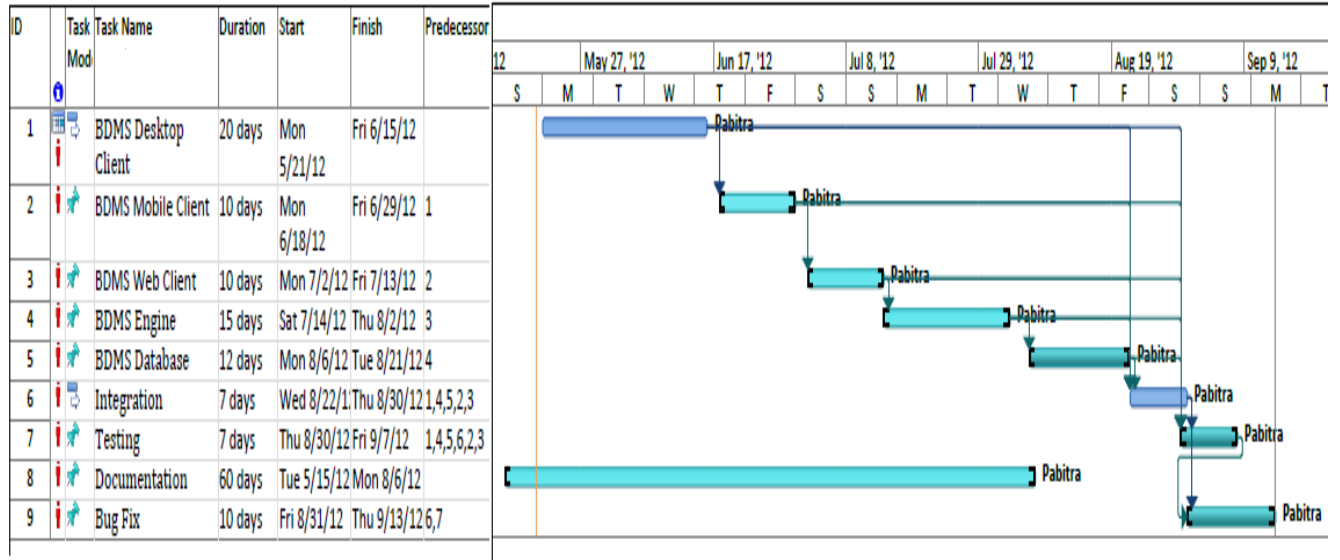 ID Task Task Name Duration Start Finish Predecessor
Mod
12 May 27, '12 Jun 17, '12 Jul 8, '12 Jul 29, '12 Aug 19, '12 Sep 9, '12
S M T W T F S S M T W T F S S M T
1 BDMS Desktop 20 days Mon Fri 6/15/12
Client 5/21/12
Pabitra
2 BDMS Mobile Client 10 days Mon Fri 6/29/12 1
6/18/12
Pabitra
3 BDMS Web Client 10 days Mon 7/2/12 Fri 7/13/12 2
Pabitra
4 BDMS Engine 15 days Sat 7/14/12 Thu 8/2/12 3
Pabitra
5 BDMS Database 12 days Mon 8/6/12 Tue 8/21/12 4
Pabitra
6 Integration 7 days Wed 8/22/1 Thu 8/30/12 1,4,5,2,3
Pabitra
7 Testing 7 days Thu 8/30/12 Fri 9/7/12 1,4,5,6,2,3
Pabitra
8 Documentation 60 days Tue 5/15/12 Mon 8/6/12
Pabitra
9 Bug Fix 10 days Fri 8/31/12 Thu 9/13/12 6,7
Pabitra